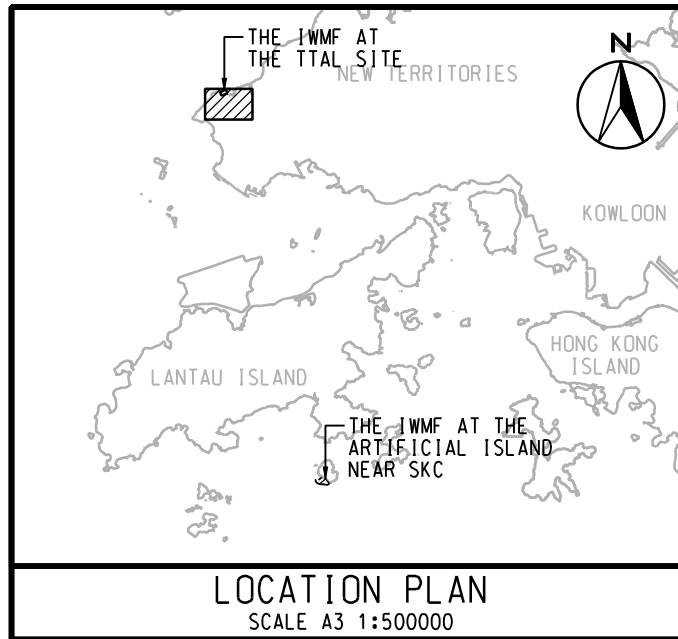 THE IWMF AT
THE TTAL SITE
NEW TERRITORIES
N
KOWLOON
HONG KONG
ISLAND
LANTAU ISLAND
THE IWMF AT THE
ARTIFICIAL ISLAND
NEAR SKC
LOCATION PLAN
SCALE A3 1:500000